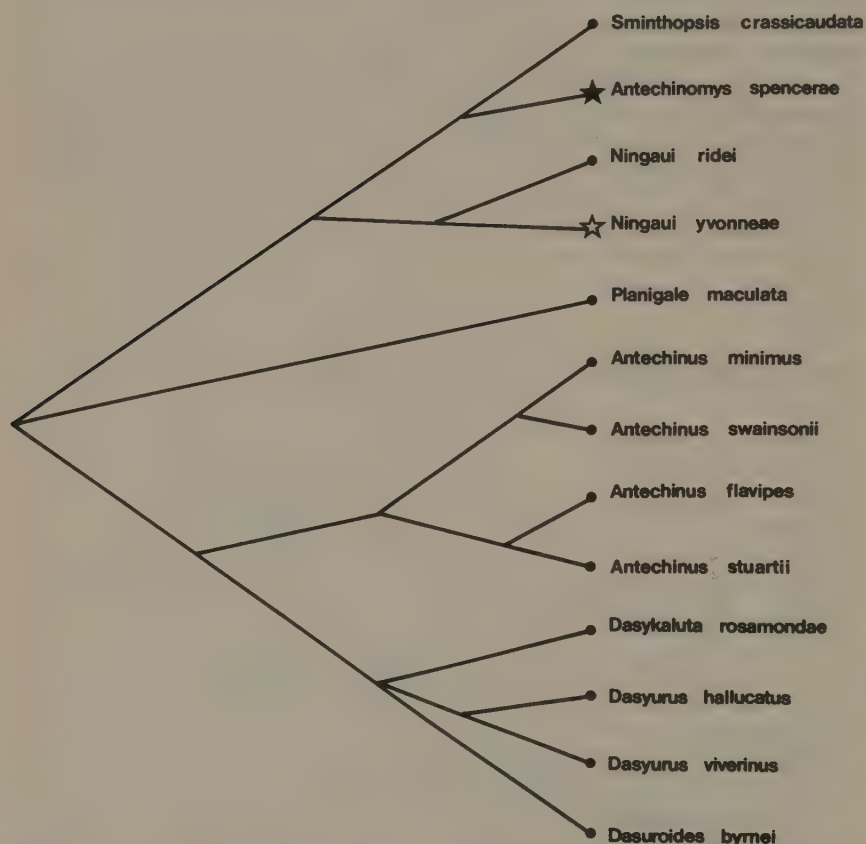 Sminthopsis crassicaudata
Antechinomys spencerae
Ningaui ridei
Ningaui yvonneae
Planigale maculata
Antechinus minimus
Antechinus swainsonii
Antechinus flavipes
Antechinus stuartii
Dasykaluta rosamondae
Dasyurus hallucatus
Dasyurus viverinus
Dasuroides byrnei